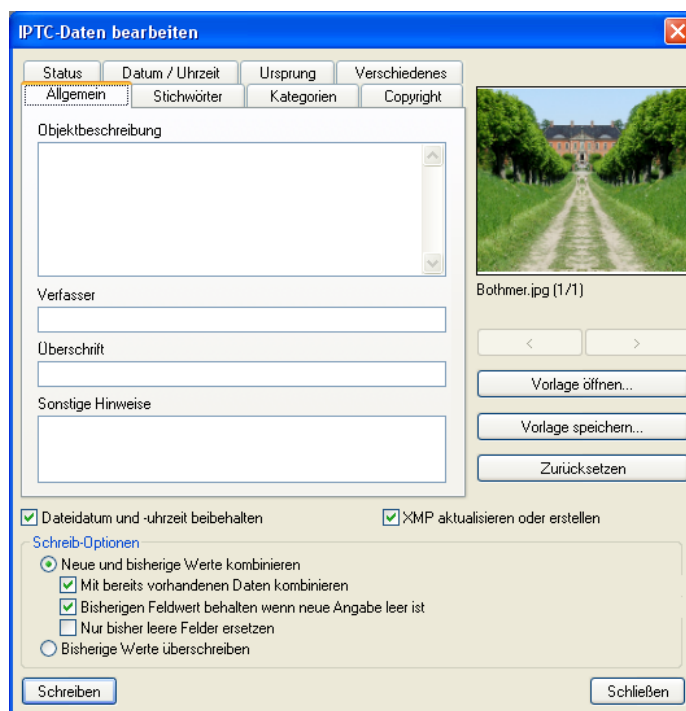 IPTC-Daten bearbeiten
Status Datum / Uhrzeit Ursprung Verschiedenes
Allgemein Stichwörter Kategorien Copyright
Objektbeschreibung
Verfasser
Überschrift
Sonstige Hinweise
Bothmer.jpg (1/1)
< >
Vorlage öffnen...
Vorlage speichern...
Zurücksetzen
Dateidatum und -uhrzeit beibehalten XMP aktualisieren oder erstellen
Schreib-Optionen
Neue und bisherige Werte kombinieren
Mit bereits vorhandenen Daten kombinieren
Bisherigen Feldwert behalten wenn neue Angabe leer ist
Nur bisher leere Felder ersetzen
Bisherige Werte überschreiben
Schreiben Schließen